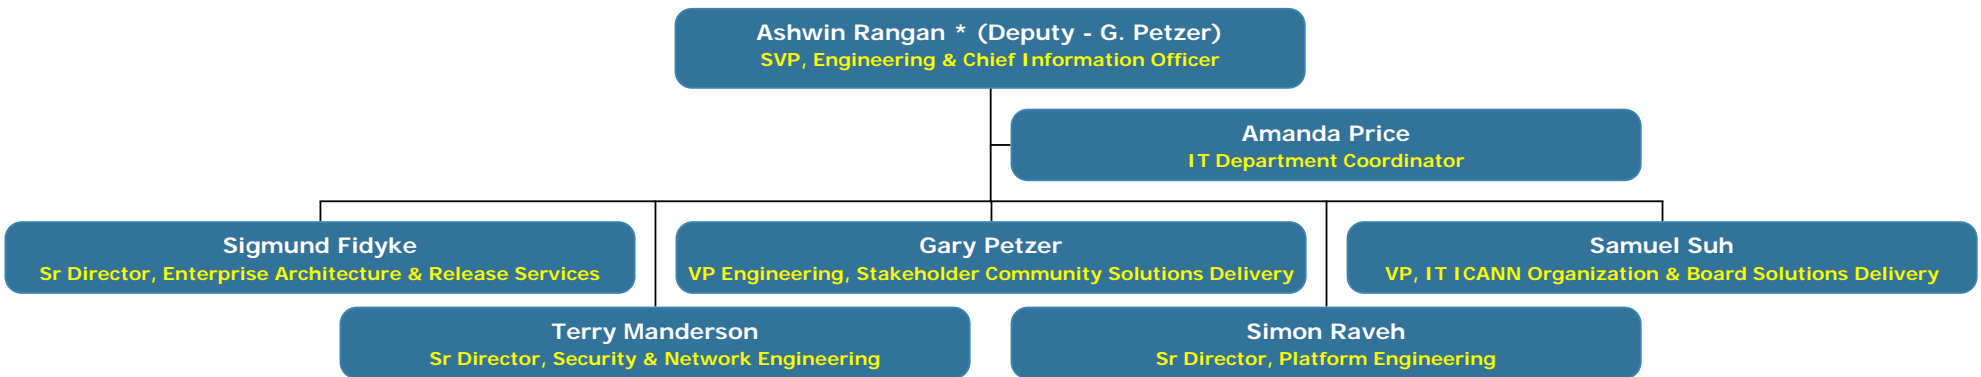 Ashwin Rangan * (Deputy - G. Petzer)
SVP, Engineering & Chief Information Officer
Amanda Price
IT Department Coordinator
Sigmund Fidyke
Sr Director, Enterprise Architecture & Release Services
Gary Petzer
VP Engineering, Stakeholder Community Solutions Delivery
Samuel Suh
VP, IT ICANN Organization & Board Solutions Delivery
Terry Manderson
Sr Director, Security & Network Engineering
Simon Raveh
Sr Director, Platform Engineering